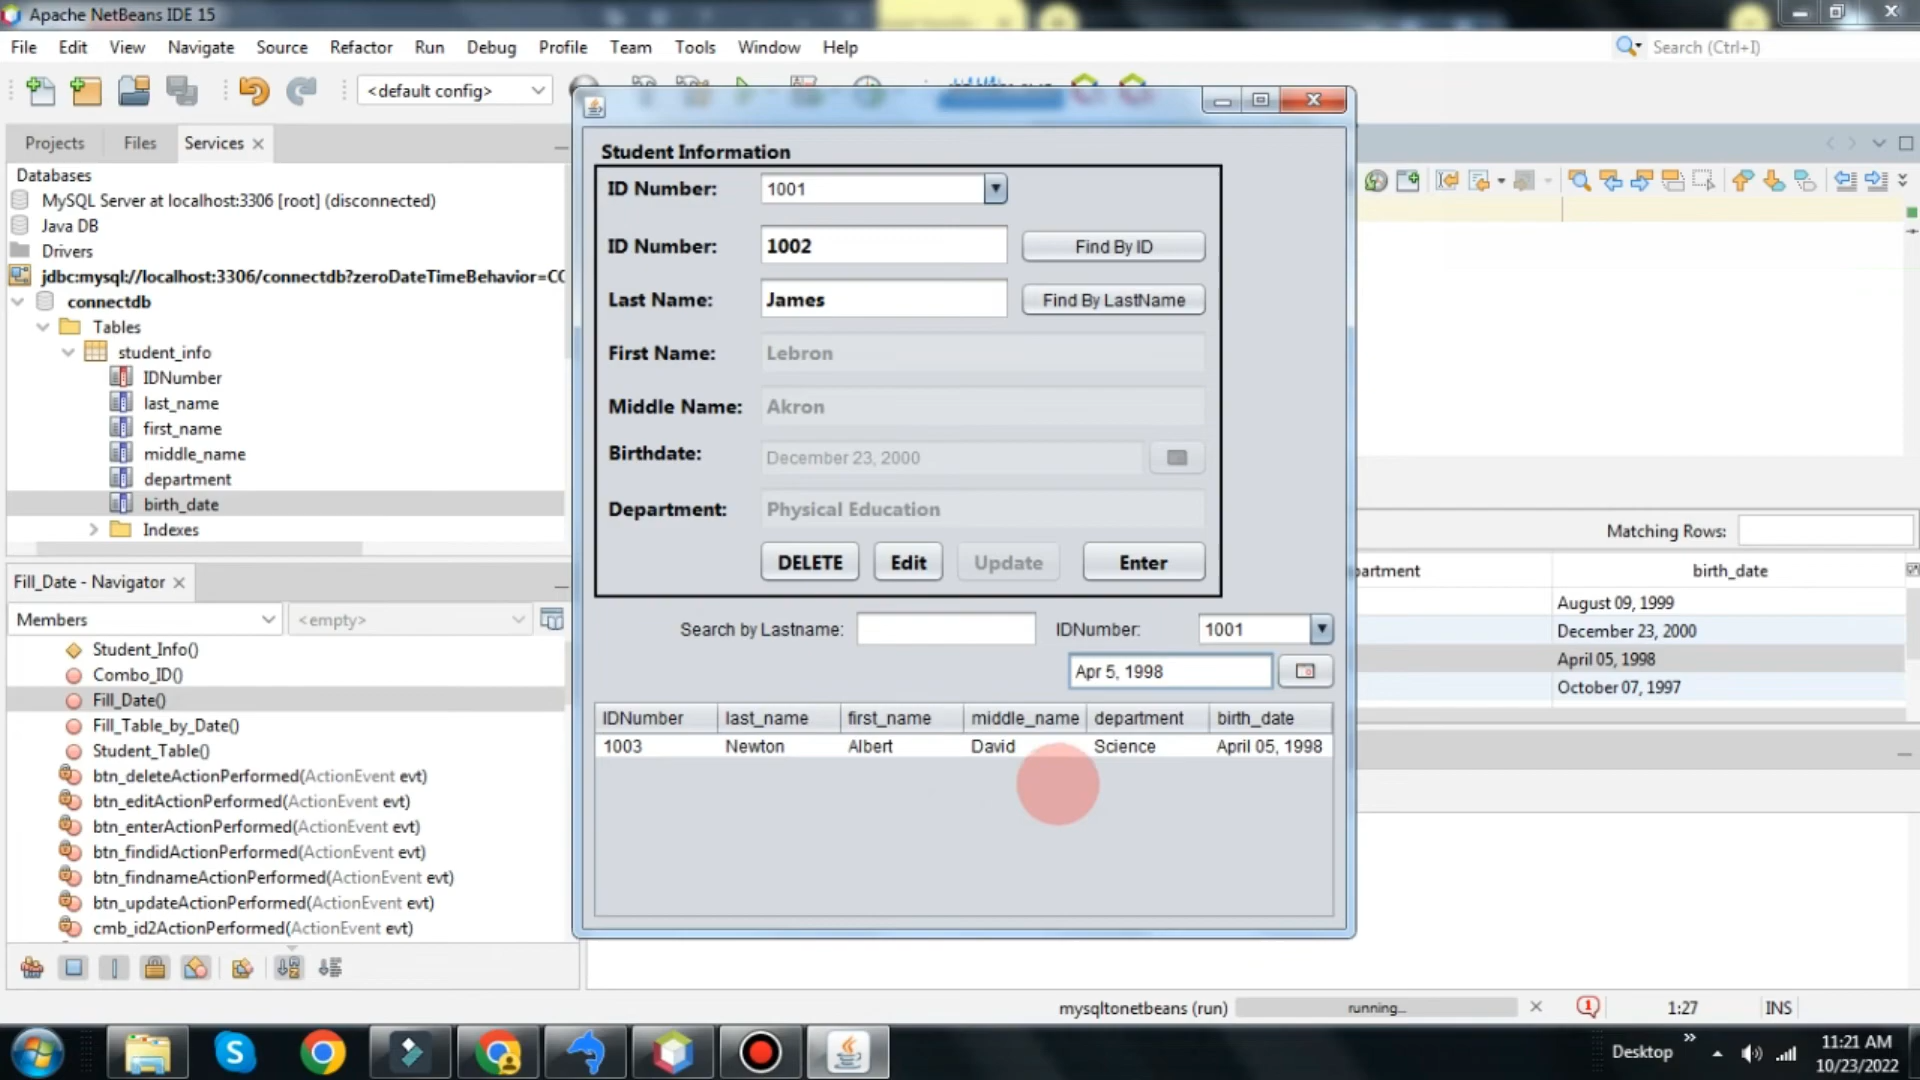 Apache NetBeans IDE 15
File Edit View Navigate Source Refactor Run Debug Profile Team Tools Window Help
Search (Ctrl+I)
<default config>
Projects Files Services
Databases
MySQL Server at localhost:3306 [root] (disconnected)
Java DB
Drivers
jdbc:mysql://localhost:3306/connectdb?zeroDateTimeBehavior=CO
connectdb
Tables
student_info
IDNumber
last_name
first_name
middle_name
department
birth_date
Indexes
Fill_Date - Navigator
Members
<empty>
Student_Info()
Combo_ID()
Fill_Date()
Fill_Table_by_Date()
Student_Table()
btn_deleteActionPerformed(ActionEvent evt)
btn_editActionPerformed(ActionEvent evt)
btn_enterActionPerformed(ActionEvent evt)
btn_findidActionPerformed(ActionEvent evt)
btn_findnameActionPerformed(ActionEvent evt)
btn_updateActionPerformed(ActionEvent evt)
cmb_id2ActionPerformed(ActionEvent evt)
Student Information
ID Number: 1001
ID Number: 1002 Find By ID
Last Name: James Find By LastName
First Name: Lebron
Middle Name: Akron
Birthdate: December 23, 2000
Department: Physical Education
DELETE Edit Update Enter
Search by Lastname: IDNumber: 1001
Apr 5, 1998
IDNumber last_name first_name middle_name department birth_date
1003 Newton Albert David Science April 05, 1998
Matching Rows:
partment birth_date
August 09, 1999
December 23, 2000
April 05, 1998
October 07, 1997
mysqltonetbeans (run) running... 1:27 INS
Desktop
11:21 AM
10/23/2022